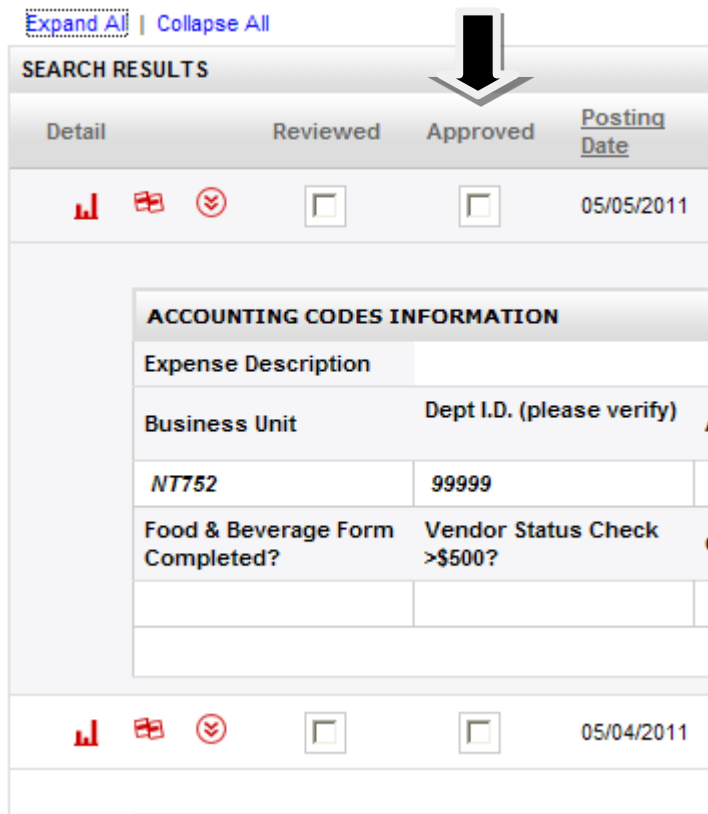 Expand All | Collapse All
SEARCH RESULTS
Detail Reviewed Approved Posting
Date
05/05/2011
ACCOUNTING CODES INFORMATION
Expense Description
Business Unit Dept I.D. (please verify)
NT752 99999
Food & Beverage Form Vendor Status Check
Completed? >$500?
05/04/2011